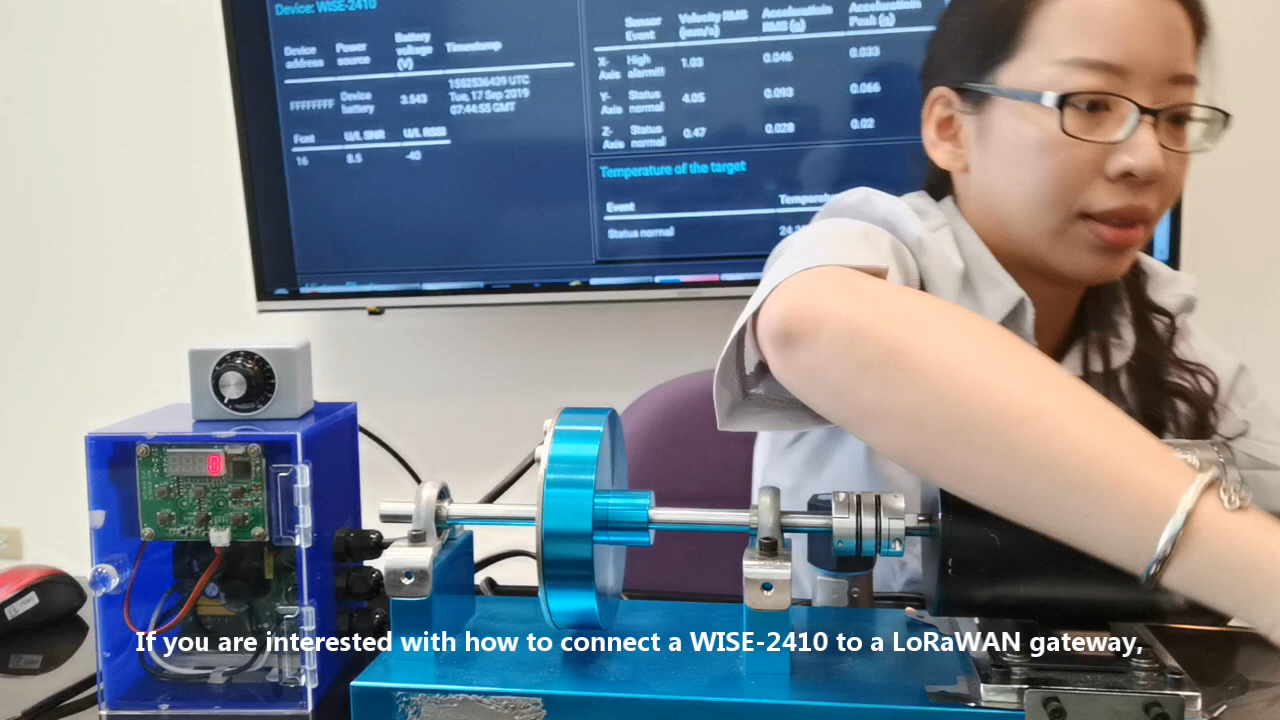 Device: WISE-2410
Device address Power source Battery voltage (V) Timestamp
FFFFFFFF Device battery 3.543 1552536439 UTC Tue, 17 Sep 2019 07:44:55 GMT
Font U/L SNR U/L RSSI
16 8.5 -40
Sensor Event Velocity RMS (mm/s) Acceleration RMS (g) Acceleration Peak (g)
X-Axis High alarm!!! 1.03 0.046 0.033
Y-Axis Status normal 4.05 0.093 0.066
Z-Axis Status normal 0.47 0.028 0.02
Temperature of the target
Event
Status normal
If you are interested with how to connect a WISE-2410 to a LoRaWAN gateway,